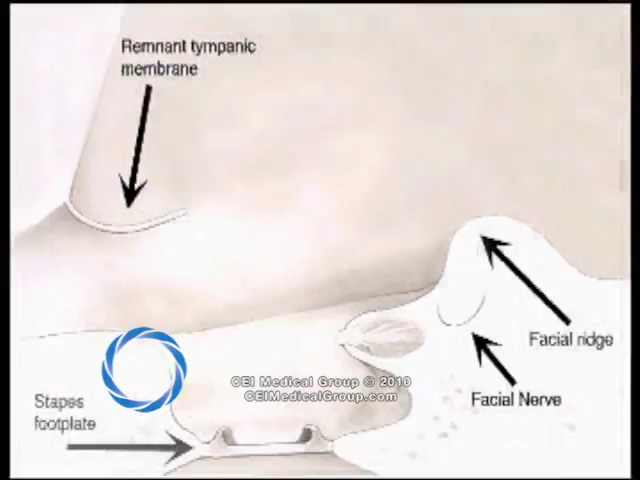 Remnant tympanic
membrane
Facial ridge
CEI Medical Group © 2010
CEIMedicalGroup.com
Facial Nerve
Stapes
footplate